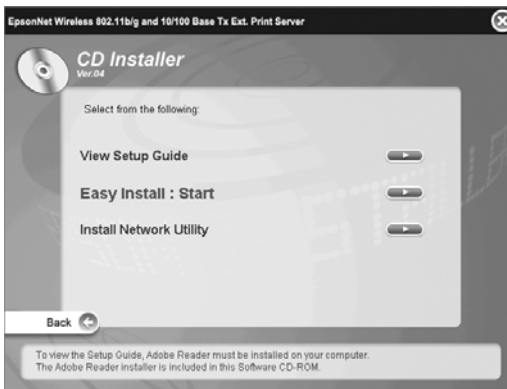 EpsonNet Wireless 802.11b/g and 10/100 Base Tx Ext. Print Server
CD Installer
Ver.04
Select from the following:
View Setup Guide
Easy Install : Start
Install Network Utility
Back
To view the Setup Guide, Adobe Reader must be installed on your computer.
The Adobe Reader installer is included in this Software CD-ROM.